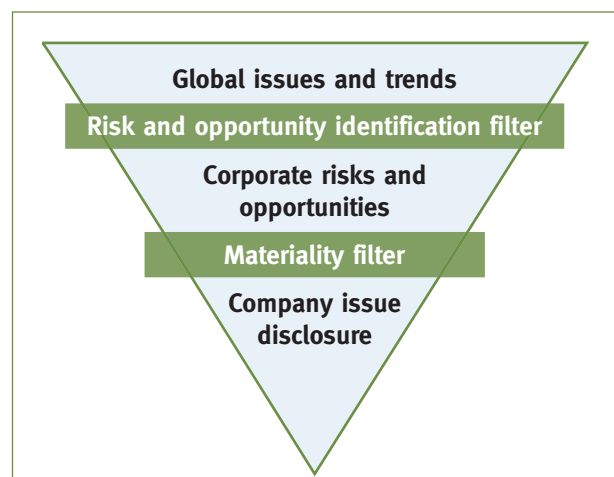 Global issues and trends
Risk and opportunity identification filter
Corporate risks and
opportunities
Materiality filter
Company issue
disclosure